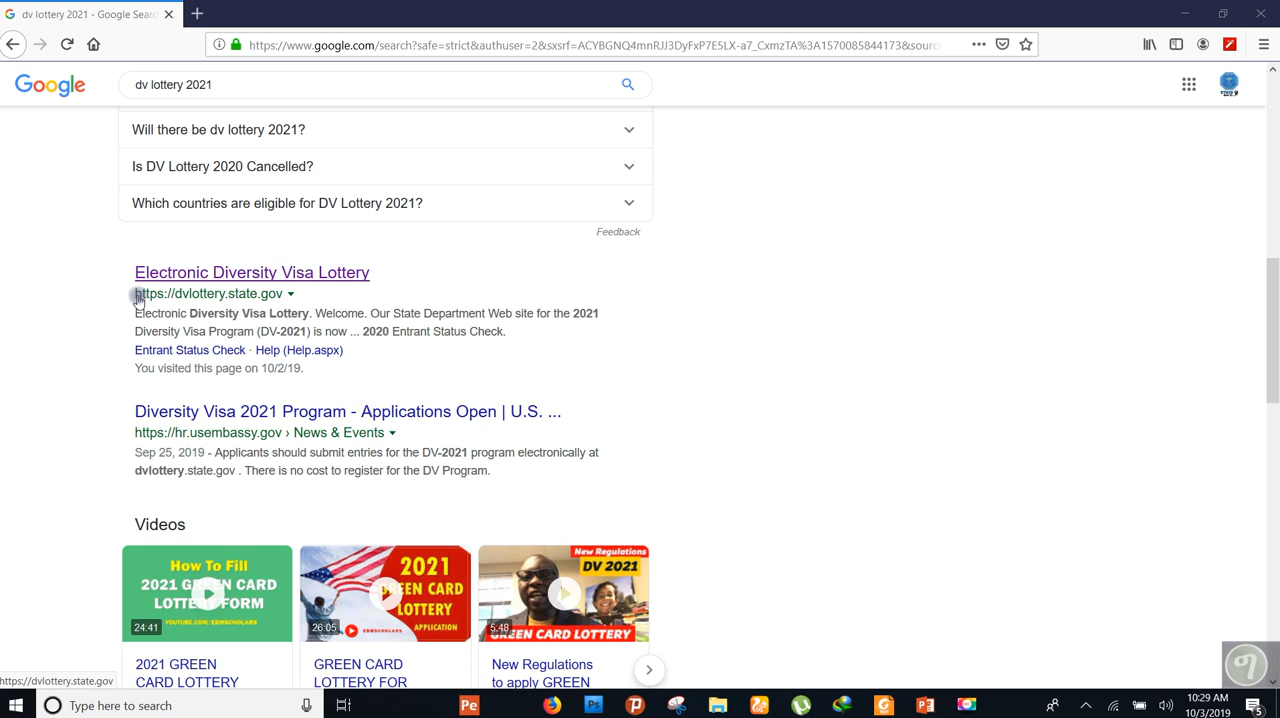 dv lottery 2021 - Google Searc
https://www.google.com/search?safe=strict&authuser=2&sxsrf=ACYBGNQ4mnRJJ3DyFxP7E5LX-a7_CxmzTA%3A1570085844173&source
Google
dv lottery 2021
Will there be dv lottery 2021?
Is DV Lottery 2020 Cancelled?
Which countries are eligible for DV Lottery 2021?
Feedback
Electronic Diversity Visa Lottery
https://dvlottery.state.gov
Electronic Diversity Visa Lottery. Welcome. Our State Department Web site for the 2021
Diversity Visa Program (DV-2021) is now ... 2020 Entrant Status Check.
Entrant Status Check · Help (Help.aspx)
You visited this page on 10/2/19.
Diversity Visa 2021 Program - Applications Open | U.S. ...
https://hr.usembassy.gov › News & Events
Sep 25, 2019 - Applicants should submit entries for the DV-2021 program electronically at
dvlottery.state.gov . There is no cost to register for the DV Program.
Videos
How To Fill
2021 GREEN CARD
LOTTERY FORM
YOUTUBE.COM/EBWSCHOLARS
24:41
2021
GREEN CARD
LOTTERY
APPLICATION
EBWSCHOLARS
26:05
New Regulations
DV 2021
GREEN CARD LOTTERY
5:48
2021 GREEN
CARD LOTTERY
GREEN CARD
LOTTERY FOR
New Regulations
to apply GREEN
https://dvlottery.state.gov
Type here to search
Pe
Ps
10:29 AM
10/3/2019
5